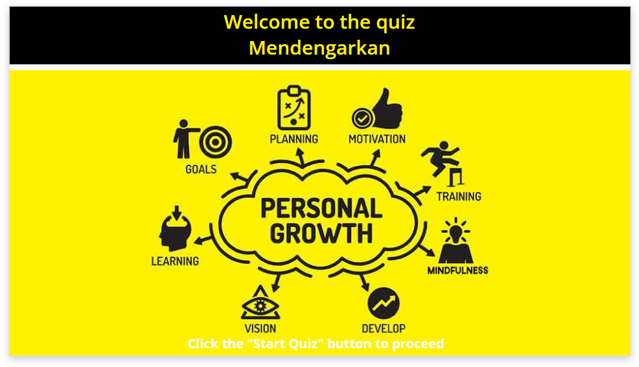 Welcome to the quiz
Mendengarkan
PLANNING
MOTIVATION
GOALS
TRAINING
PERSONAL
GROWTH
LEARNING
MINDFULNESS
VISION
DEVELOP
Click the "Start Quiz" button to proceed